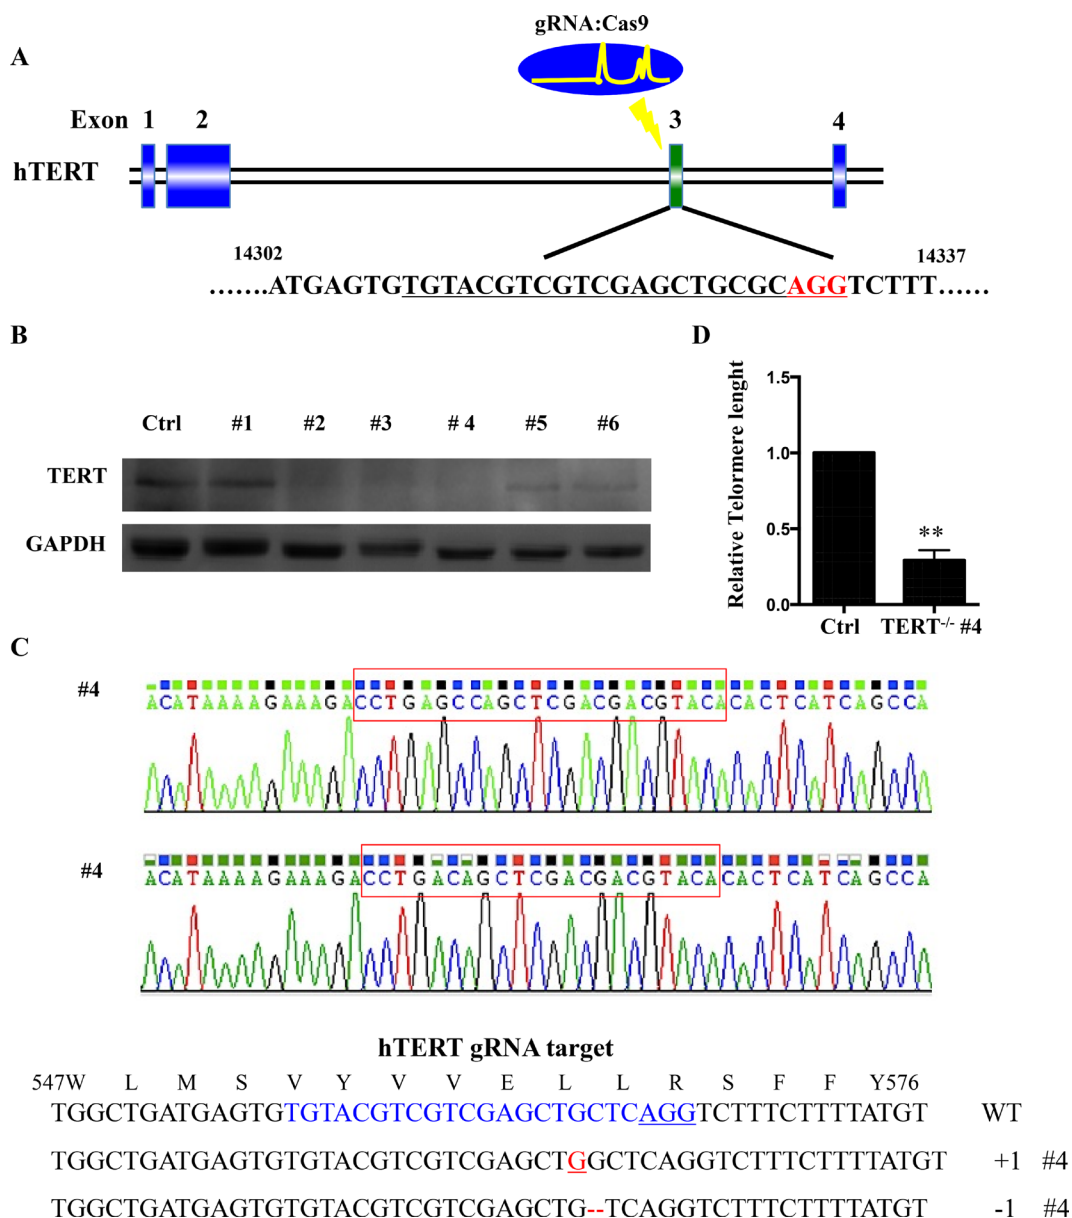 gRNA:Cas9
A
Exon 1 2 3 4
hTERT
14302 14337
.......ATGAGTGTGTACGTCGTCGAGCTGCGCAGGTCTTT......
B
Ctrl #1 #2 #3 # 4 #5 #6
TERT
GAPDH
D
Relative Telormere lenght
1.5
1.0
0.5
0.0
**
Ctrl TERT-/- #4
C
#4
ACATAAAAGAAAGACCTGAGCCAGCTCGACGACGTACACACTCATCAGCCA
#4
ACATAAAAGAAAGACCTGACAGCTCGACGACGTACACACTCATCAGCCA
hTERT gRNA target
547W L M S V Y V V E L L R S F F Y576
TGGCTGATGAGTGTGTACGTCGTCGAGCTGCTCAGGTCTTTCTTTTATGT WT
TGGCTGATGAGTGTGTACGTCGTCGAGCTGGCTCAGGTCTTTCTTTTATGT +1 #4
TGGCTGATGAGTGTGTACGTCGTCGAGCTG--TCAGGTCTTTCTTTTATGT -1 #4